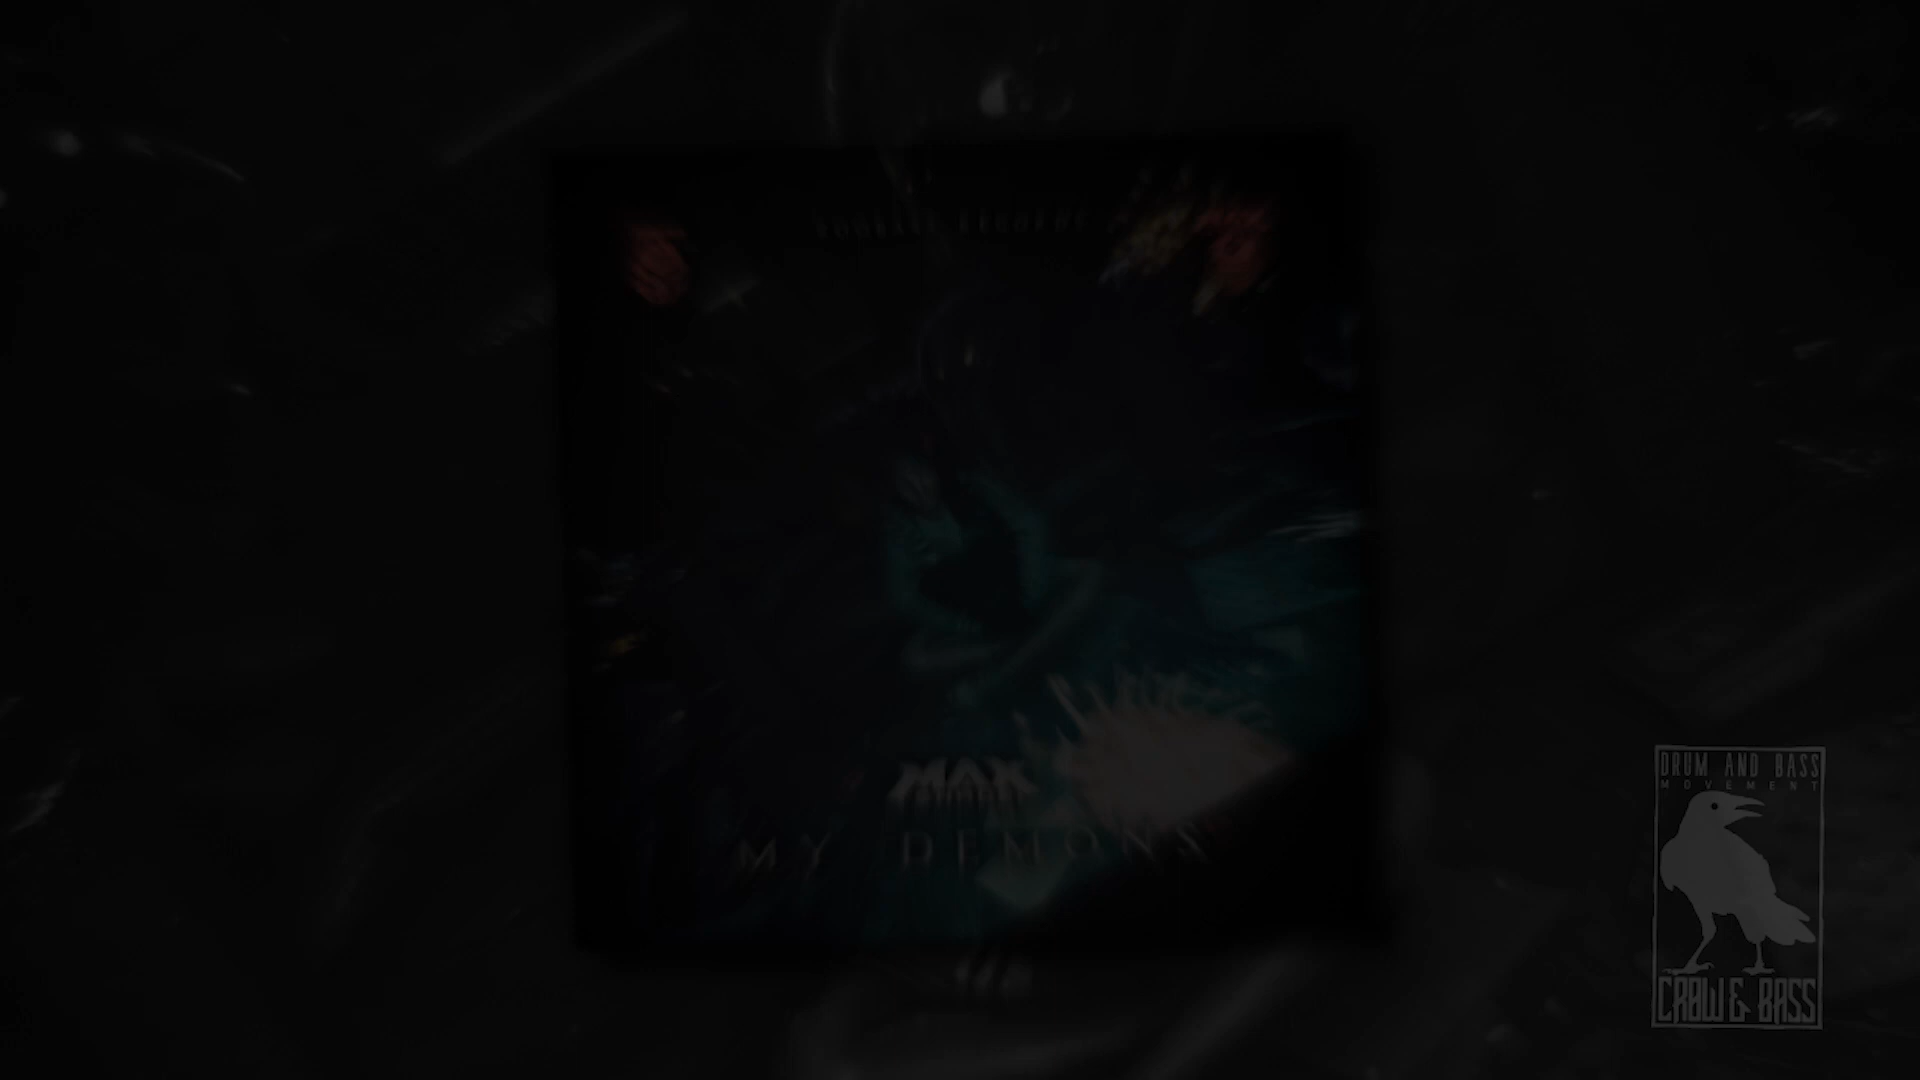 MAX
MY DEMONS
DRUM AND BASS
MOVEMENT
CROW & BASS